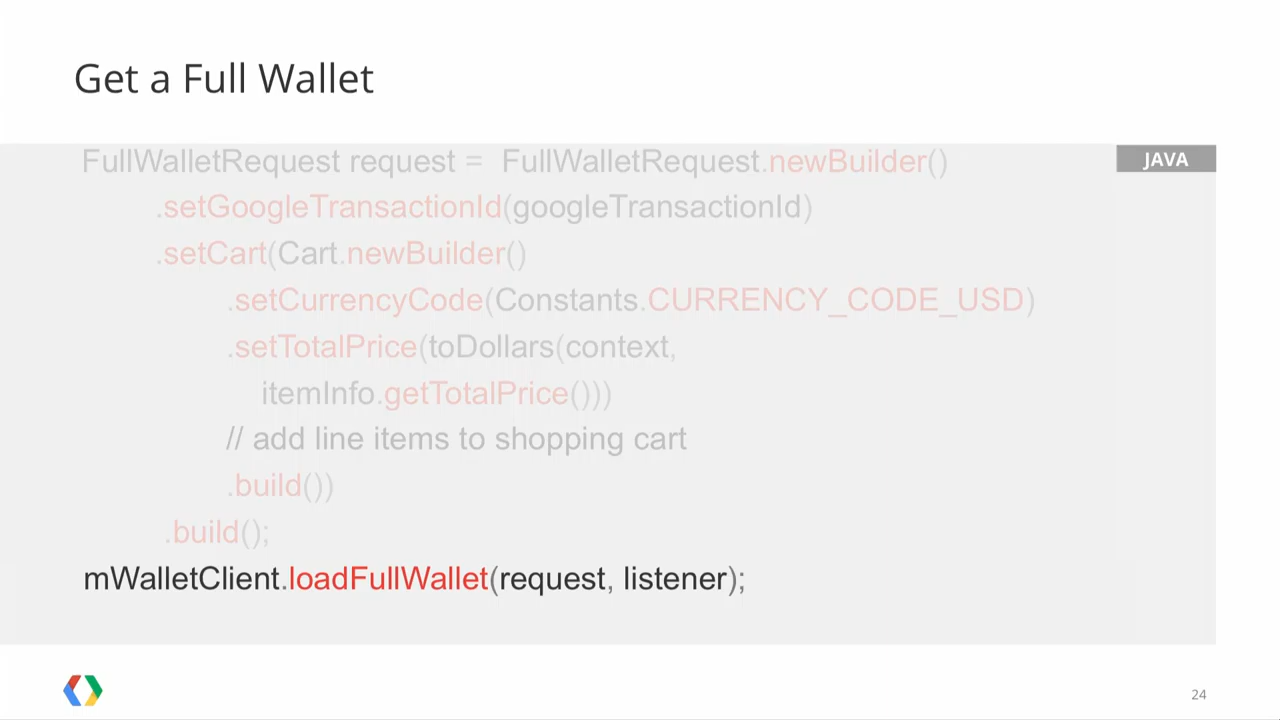 Get a Full Wallet
JAVA
FullWalletRequest request =  FullWalletRequest.newBuilder()
.setGoogleTransactionId(googleTransactionId)
.setCart(Cart.newBuilder()
.setCurrencyCode(Constants.CURRENCY_CODE_USD)
.setTotalPrice(toDollars(context,
itemInfo.getTotalPrice()))
// add line items to shopping cart
.build())
.build();
mWalletClient.loadFullWallet(request, listener);
24